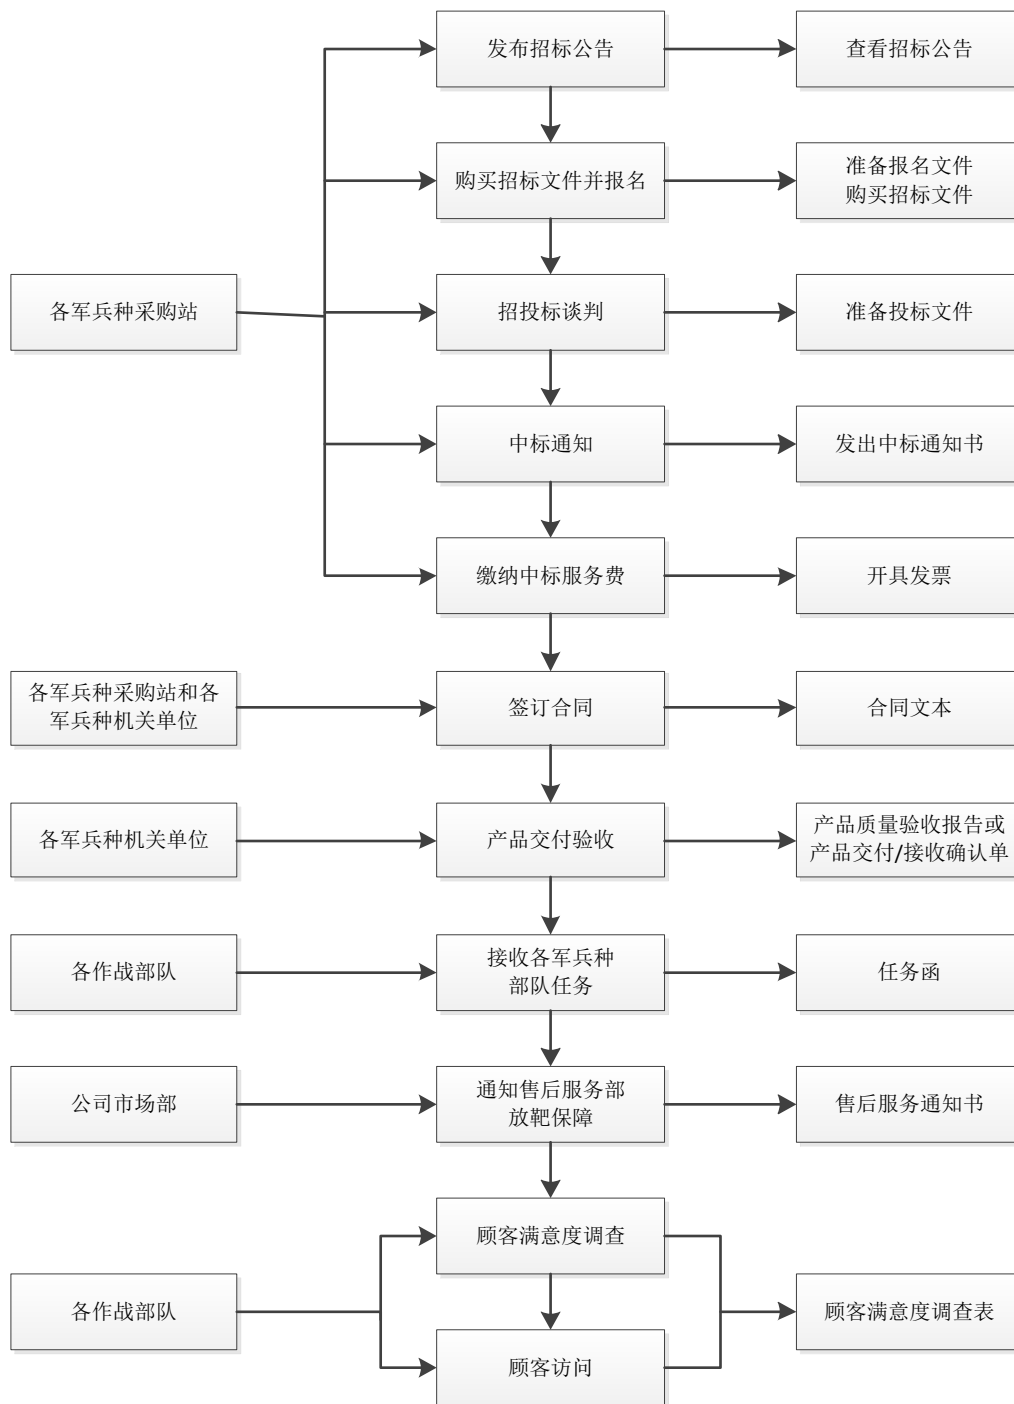 发布招标公告
查看招标公告
购买招标文件并报名
准备报名文件
购买招标文件
各军兵种采购站
招投标谈判
准备投标文件
中标通知
发出中标通知书
缴纳中标服务费
开具发票
各军兵种采购站和各
军兵种机关单位
签订合同
合同文本
各军兵种机关单位
产品交付验收
产品质量验收报告或
产品交付/接收确认单
各作战部队
接收各军兵种
部队任务
任务函
公司市场部
通知售后服务部
放靶保障
售后服务通知书
顾客满意度调查
各作战部队
顾客满意度调查表
顾客访问